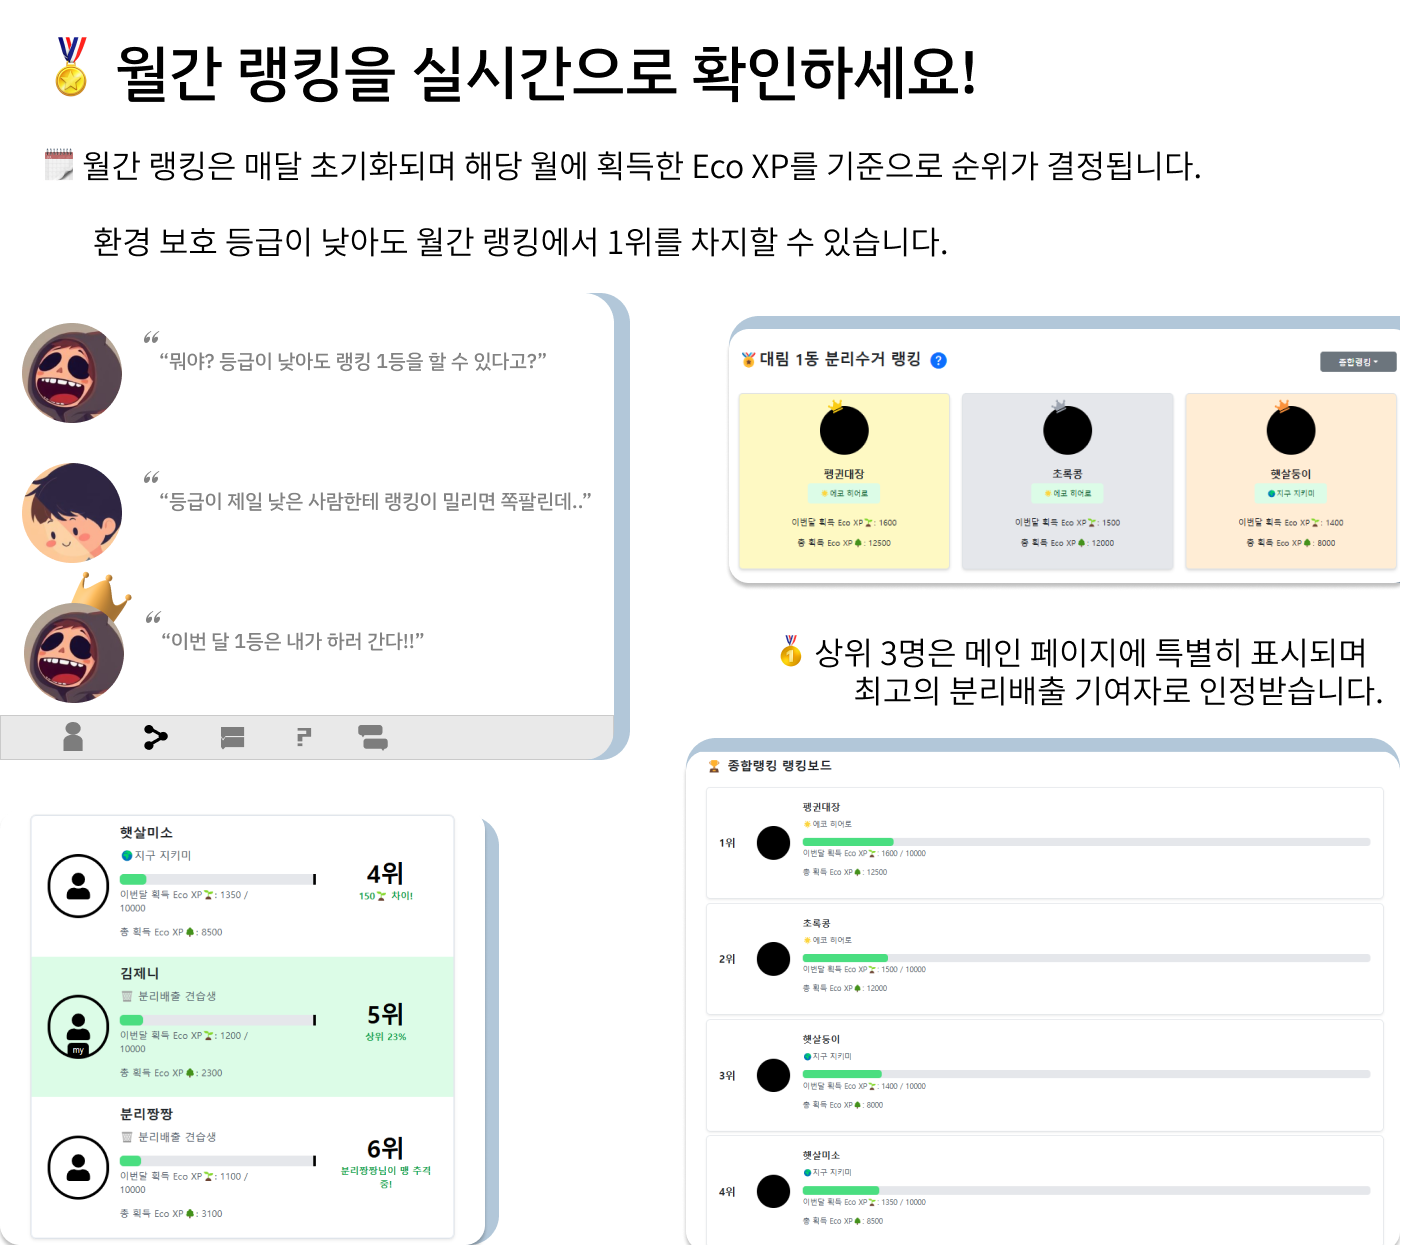 월간 랭킹을 실시간으로 확인하세요!
월간 랭킹은 매달 초기화되며 해당 월에 획득한 Eco XP를 기준으로 순위가 결정됩니다.
환경 보호 등급이 낮아도 월간 랭킹에서 1위를 차지할 수 있습니다.
“
“뭐야? 등급이 낮아도 랭킹 1등을 할 수 있다고?”
“
“등급이 제일 낮은 사람한테 랭킹이 밀리면 쪽팔린데..”
“
“이번 달 1등은 내가 하러 간다!!”
?
대림 1동 분리수거 랭킹 ?
종합랭킹
펭귄대장
에코 히어로
이번달 획득 Eco XP : 1600
총 획득 Eco XP : 12500
초록콩
에코 히어로
이번달 획득 Eco XP : 1500
총 획득 Eco XP : 12000
햇살둥이
지구 지키미
이번달 획득 Eco XP : 1400
총 획득 Eco XP : 8000
1 상위 3명은 메인 페이지에 특별히 표시되며
최고의 분리배출 기여자로 인정받습니다.
햇살미소
지구 지키미
이번달 획득 Eco XP : 1350 /
10000
총 획득 Eco XP : 8500
4위
150 차이!
김제니
분리배출 견습생
이번달 획득 Eco XP : 1200 /
10000
총 획득 Eco XP : 2300
my
5위
상위 23%
분리짱짱
분리배출 견습생
이번달 획득 Eco XP : 1100 /
10000
총 획득 Eco XP : 3100
6위
분리짱짱님이 맹 추격
중!
종합랭킹 랭킹보드
1위
펭귄대장
에코 히어로
이번달 획득 Eco XP : 1600 / 10000
총 획득 Eco XP : 12500
2위
초록콩
에코 히어로
이번달 획득 Eco XP : 1500 / 10000
총 획득 Eco XP : 12000
3위
햇살둥이
지구 지키미
이번달 획득 Eco XP : 1400 / 10000
총 획득 Eco XP : 8000
4위
햇살미소
지구 지키미
이번달 획득 Eco XP : 1350 / 10000
총 획득 Eco XP : 8500